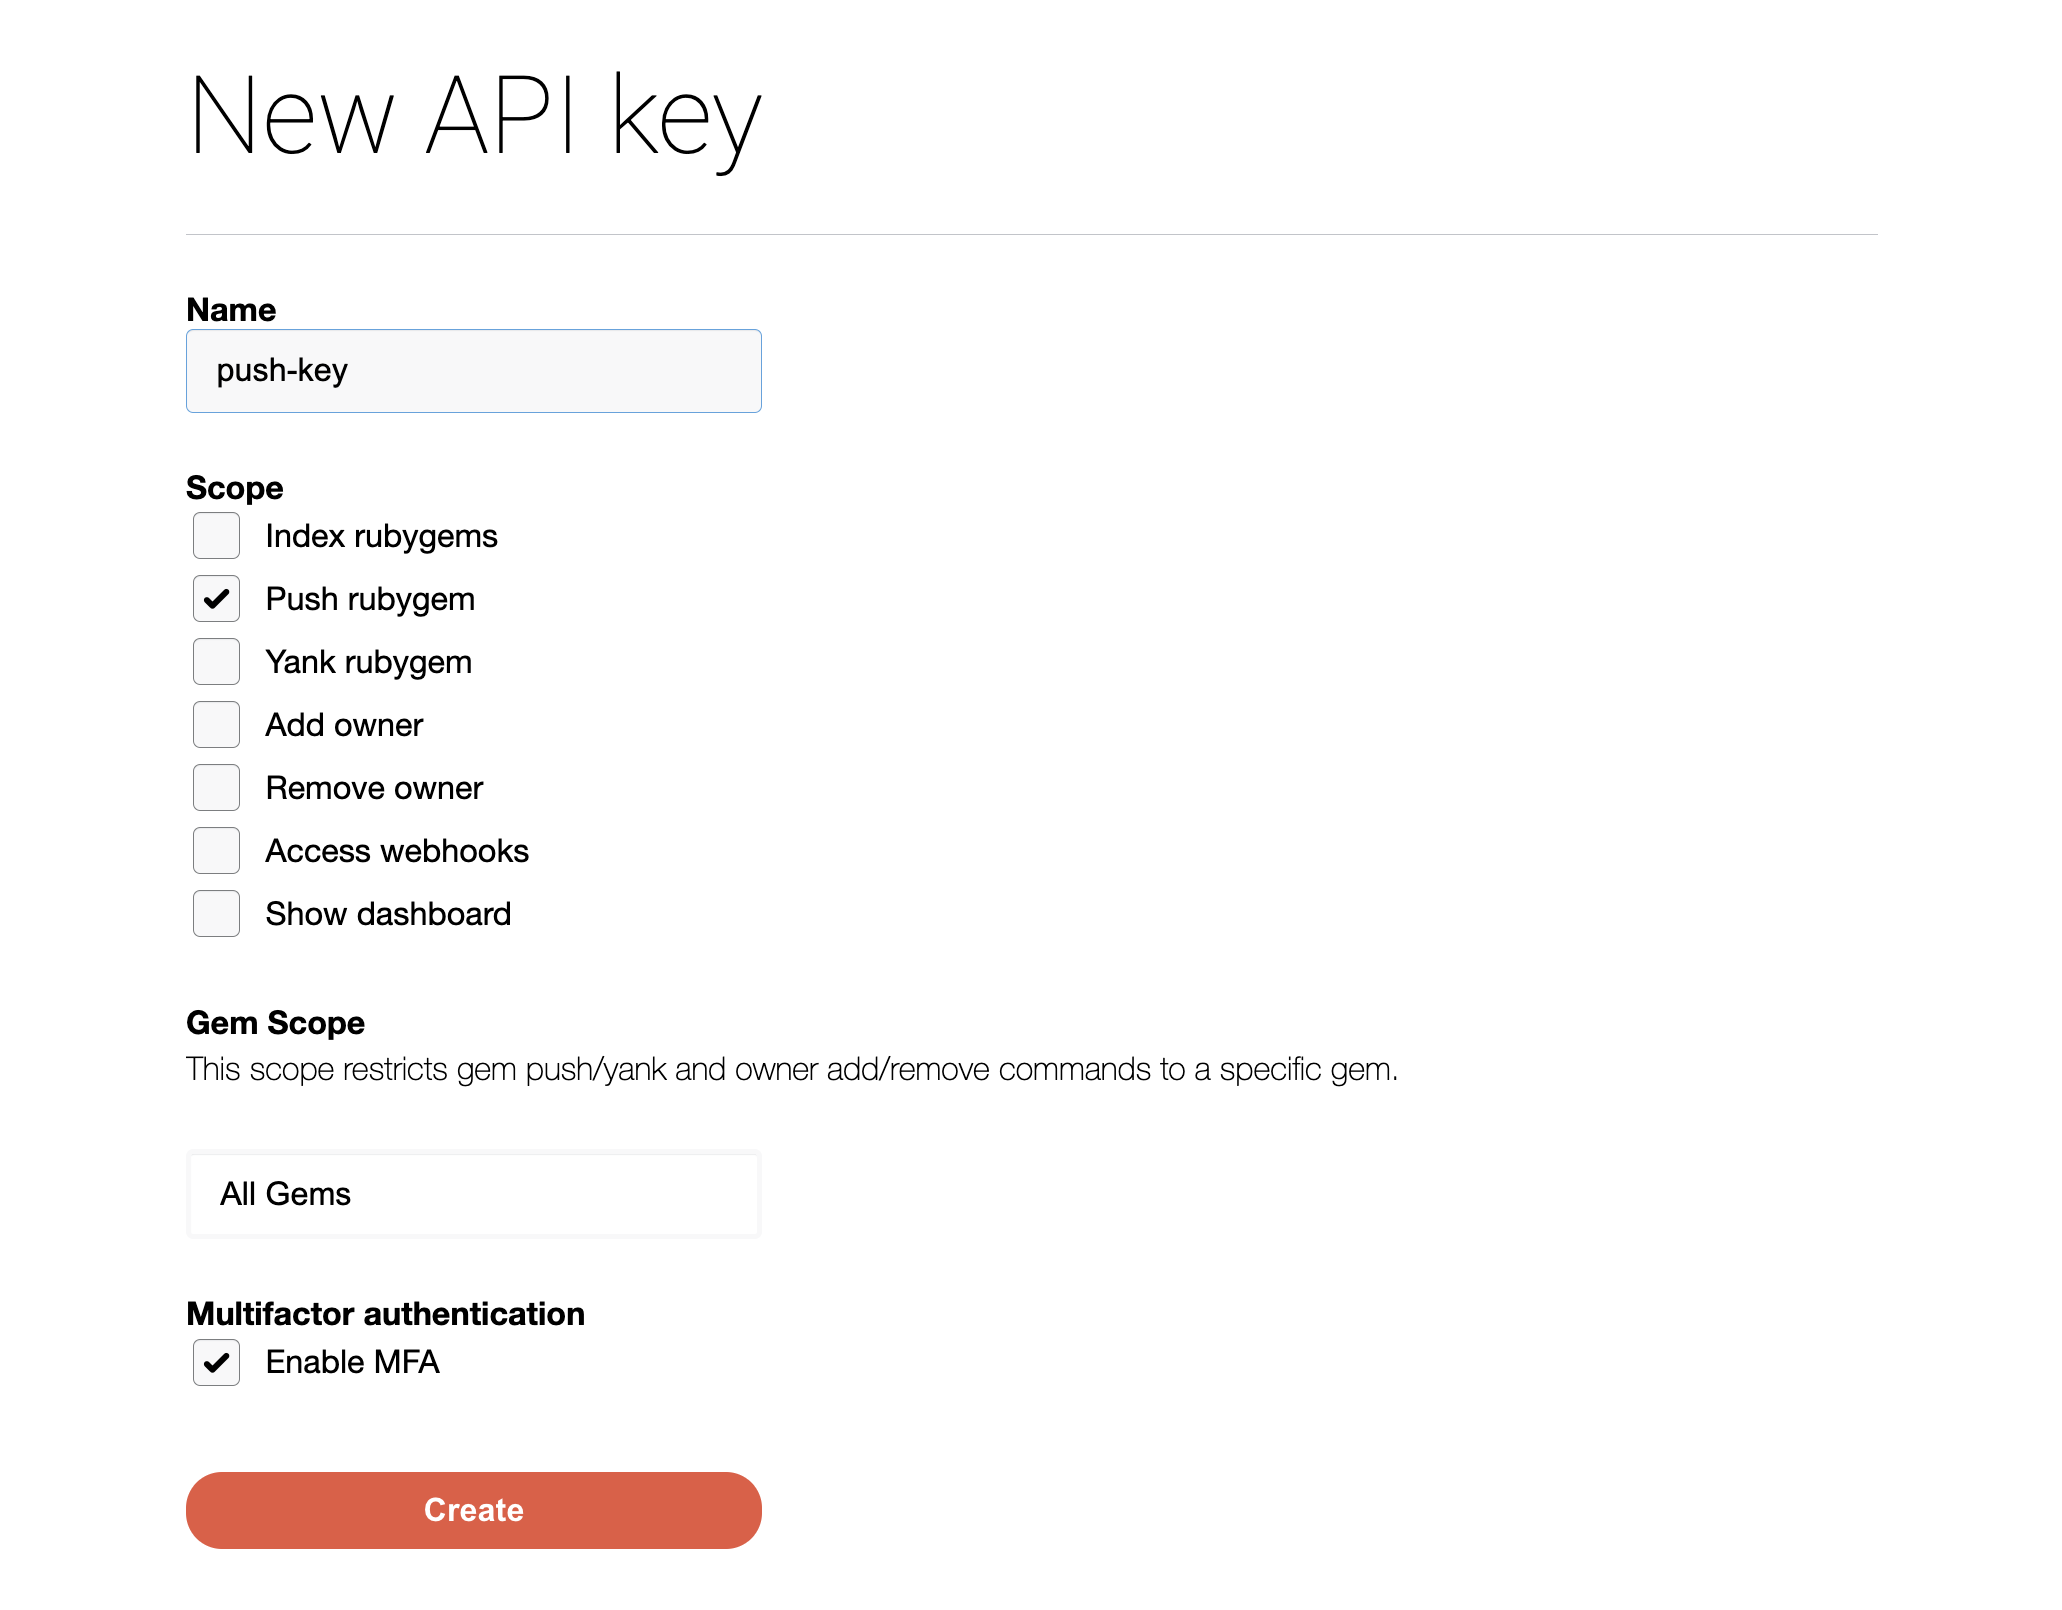 New API key
Name
push-key
Scope
Index rubygems
Push rubygem
Yank rubygem
Add owner
Remove owner
Access webhooks
Show dashboard
Gem Scope
This scope restricts gem push/yank and owner add/remove commands to a specific gem.
All Gems
Multifactor authentication
Enable MFA
Create